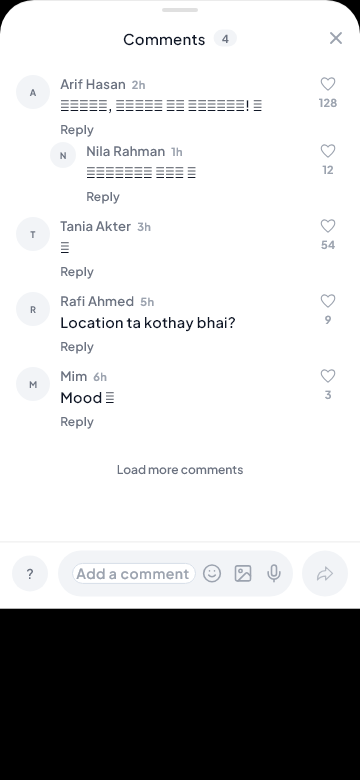 Comments 4
A
Arif Hasan 2h
128
Reply
N
Nila Rahman 1h
12
Reply
T
Tania Akter 3h
54
Reply
R
Rafi Ahmed 5h
9
Location ta kothay bhai?
Reply
M
Mim 6h
3
Mood
Reply
Load more comments
?
Add a comment